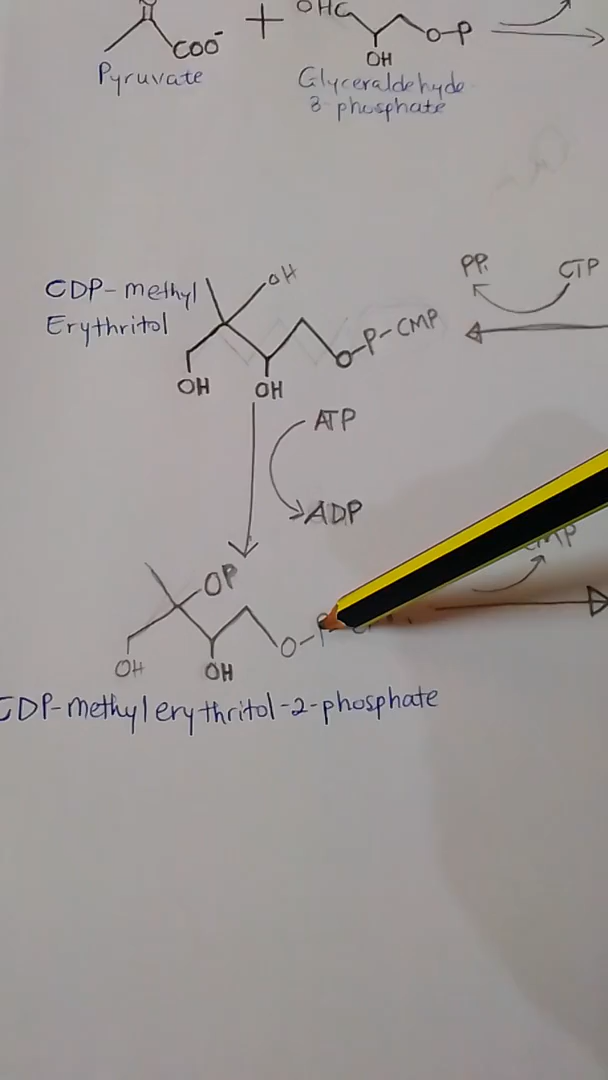 OHC
COO⁻ + O-P
OH
Pyruvate
Glyceraldehyde
3-phosphate
CDP-methyl
Erythritol
OH
PPi
CTP
O-P-CMP
OH
OH
ATP
ADP
OP
O-P
OH
OH
CDP-methylerythritol-2-phosphate